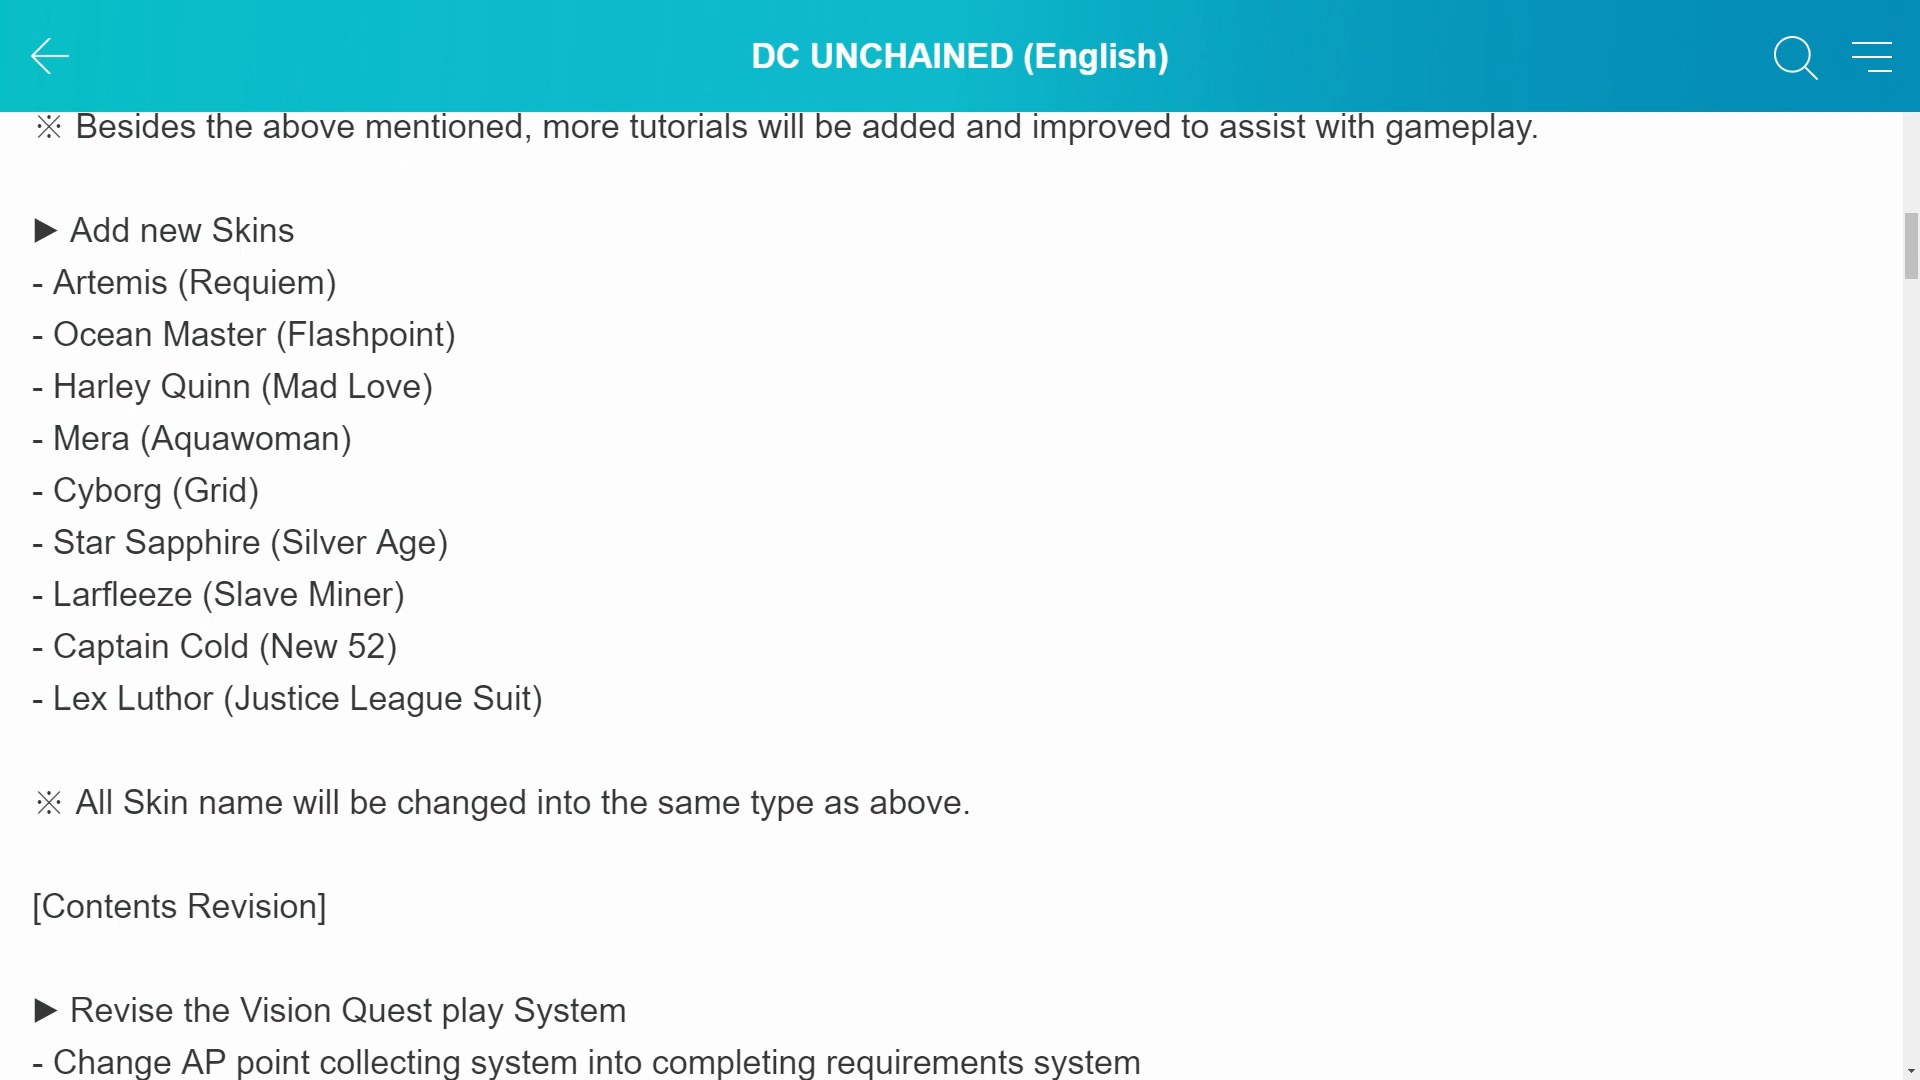 DC UNCHAINED (English)
※ Besides the above mentioned, more tutorials will be added and improved to assist with gameplay.
▶ Add new Skins
- Artemis (Requiem)
- Ocean Master (Flashpoint)
- Harley Quinn (Mad Love)
- Mera (Aquawoman)
- Cyborg (Grid)
- Star Sapphire (Silver Age)
- Larfleeze (Slave Miner)
- Captain Cold (New 52)
- Lex Luthor (Justice League Suit)
※ All Skin name will be changed into the same type as above.
[Contents Revision]
▶ Revise the Vision Quest play System
- Change AP point collecting system into completing requirements system